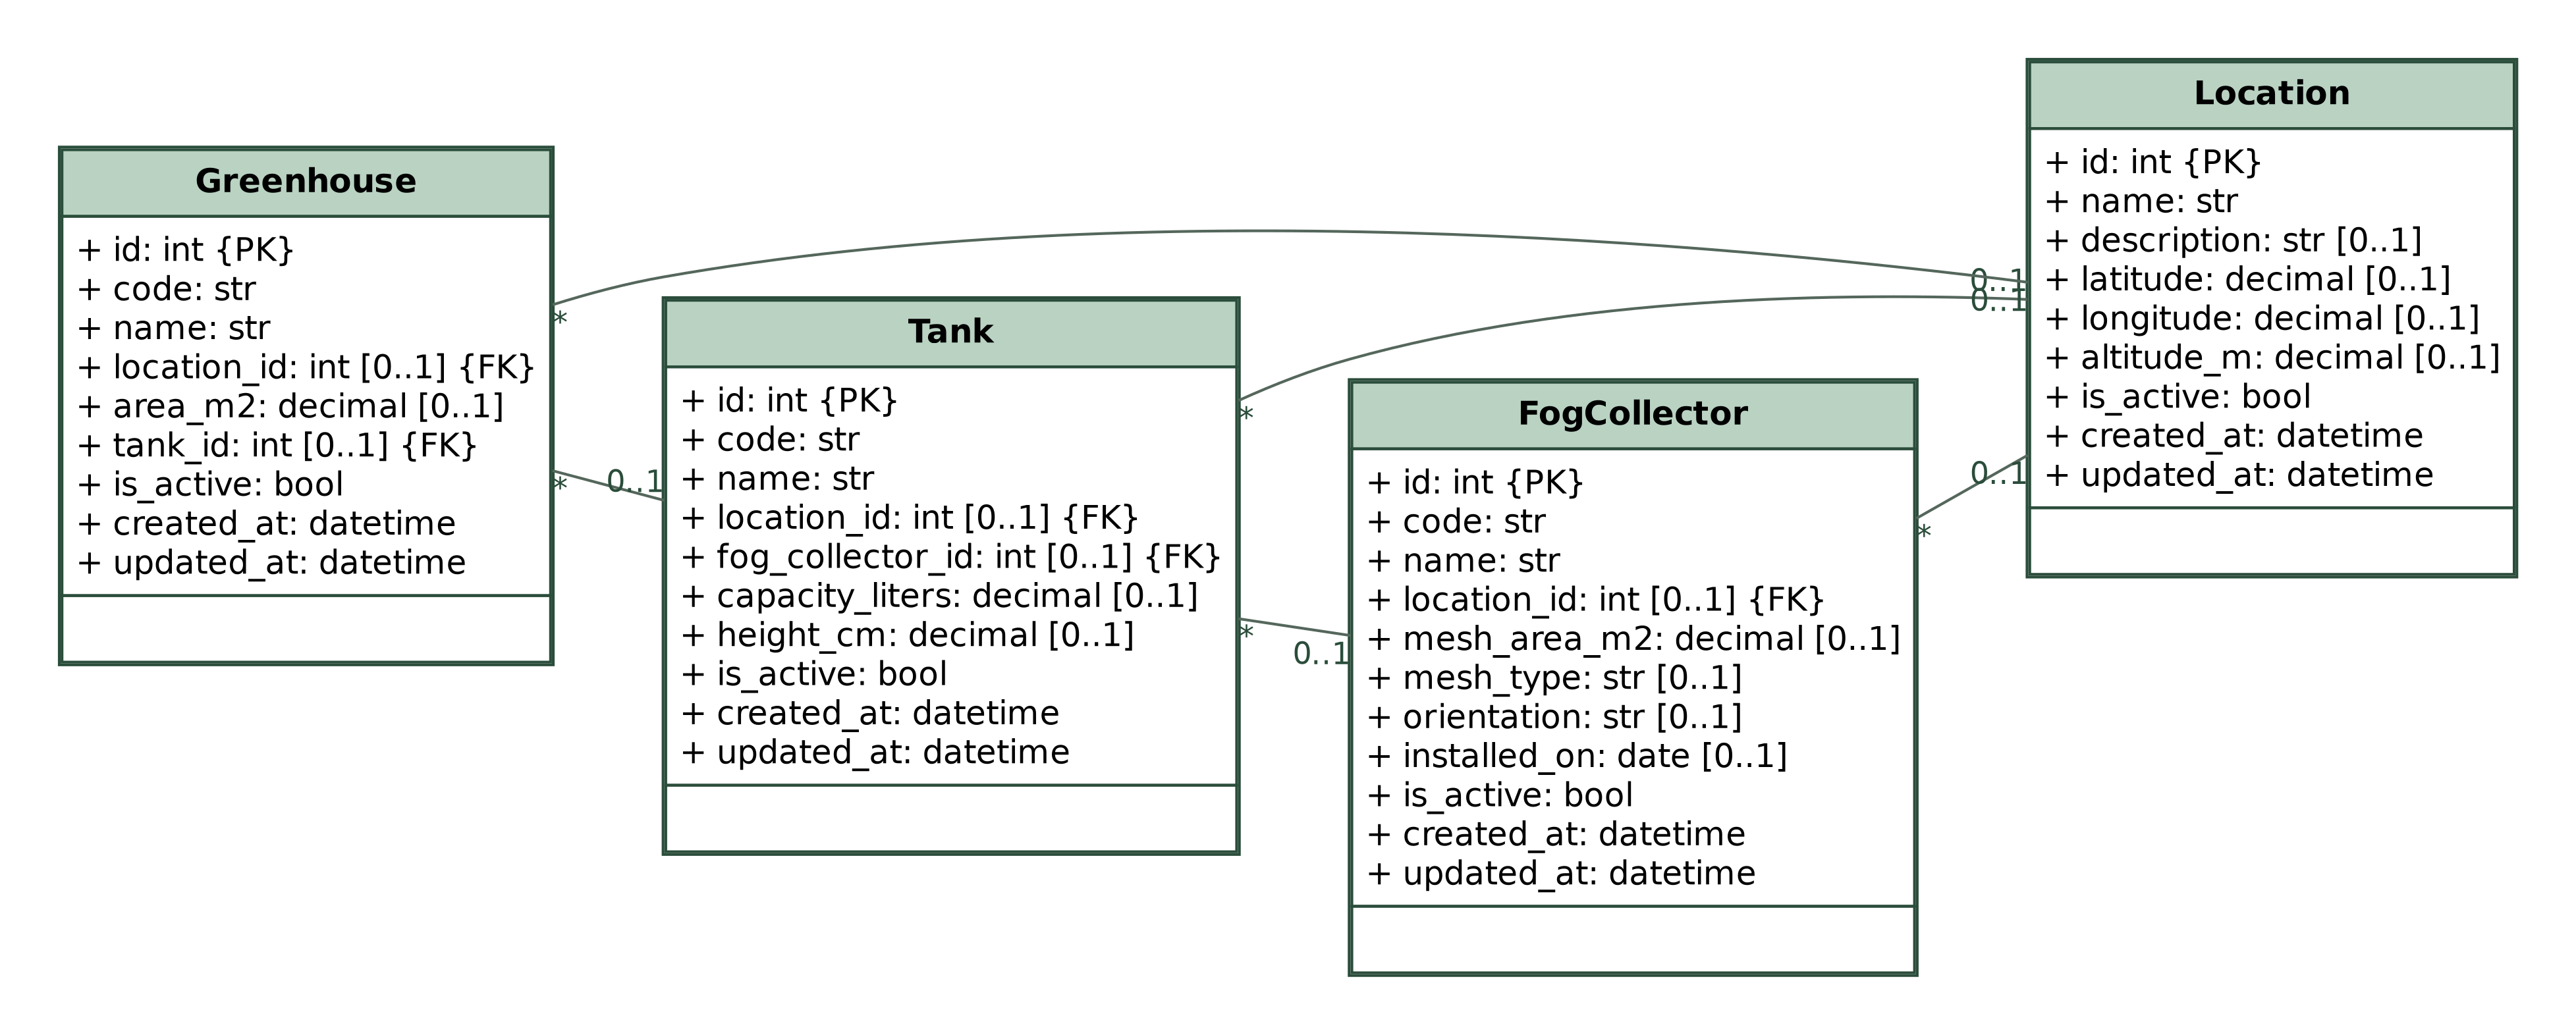 Greenhouse
+ id: int {PK}
+ code: str
+ name: str
+ location_id: int [0..1] {FK}
+ area_m2: decimal [0..1]
+ tank_id: int [0..1] {FK}
+ is_active: bool
+ created_at: datetime
+ updated_at: datetime
*
*
0..1
Tank
+ id: int {PK}
+ code: str
+ name: str
+ location_id: int [0..1] {FK}
+ fog_collector_id: int [0..1] {FK}
+ capacity_liters: decimal [0..1]
+ height_cm: decimal [0..1]
+ is_active: bool
+ created_at: datetime
+ updated_at: datetime
*
*
0..1
FogCollector
+ id: int {PK}
+ code: str
+ name: str
+ location_id: int [0..1] {FK}
+ mesh_area_m2: decimal [0..1]
+ mesh_type: str [0..1]
+ orientation: str [0..1]
+ installed_on: date [0..1]
+ is_active: bool
+ created_at: datetime
+ updated_at: datetime
*
0..1
0..1
0..1
Location
+ id: int {PK}
+ name: str
+ description: str [0..1]
+ latitude: decimal [0..1]
+ longitude: decimal [0..1]
+ altitude_m: decimal [0..1]
+ is_active: bool
+ created_at: datetime
+ updated_at: datetime